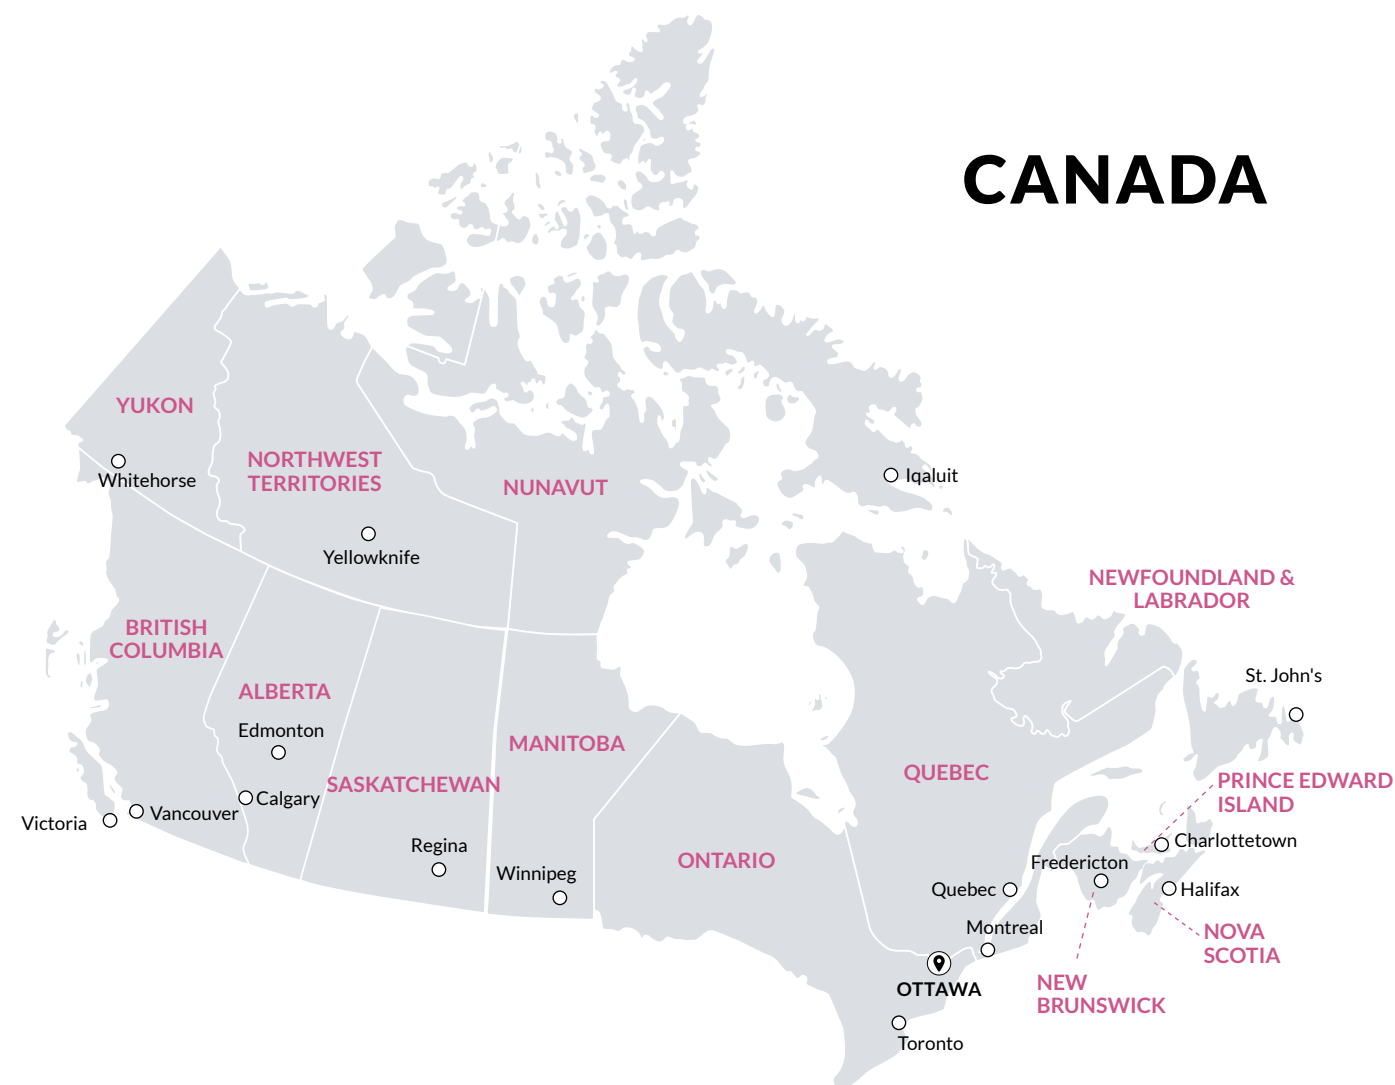 CANADA
YUKON
Whitehorse
NORTHWEST
TERRITORIES
Yellowknife
NUNAVUT
Iqaluit
NEWFOUNDLAND &
LABRADOR
St. John's
BRITISH
COLUMBIA
ALBERTA
Edmonton
Calgary
Vancouver
Victoria
SASKATCHEWAN
Regina
MANITOBA
Winnipeg
ONTARIO
QUEBEC
PRINCE EDWARD
ISLAND
Charlottetown
Fredericton
Quebec
Halifax
Montreal
NOVA
SCOTIA
NEW
BRUNSWICK
OTTAWA
Toronto